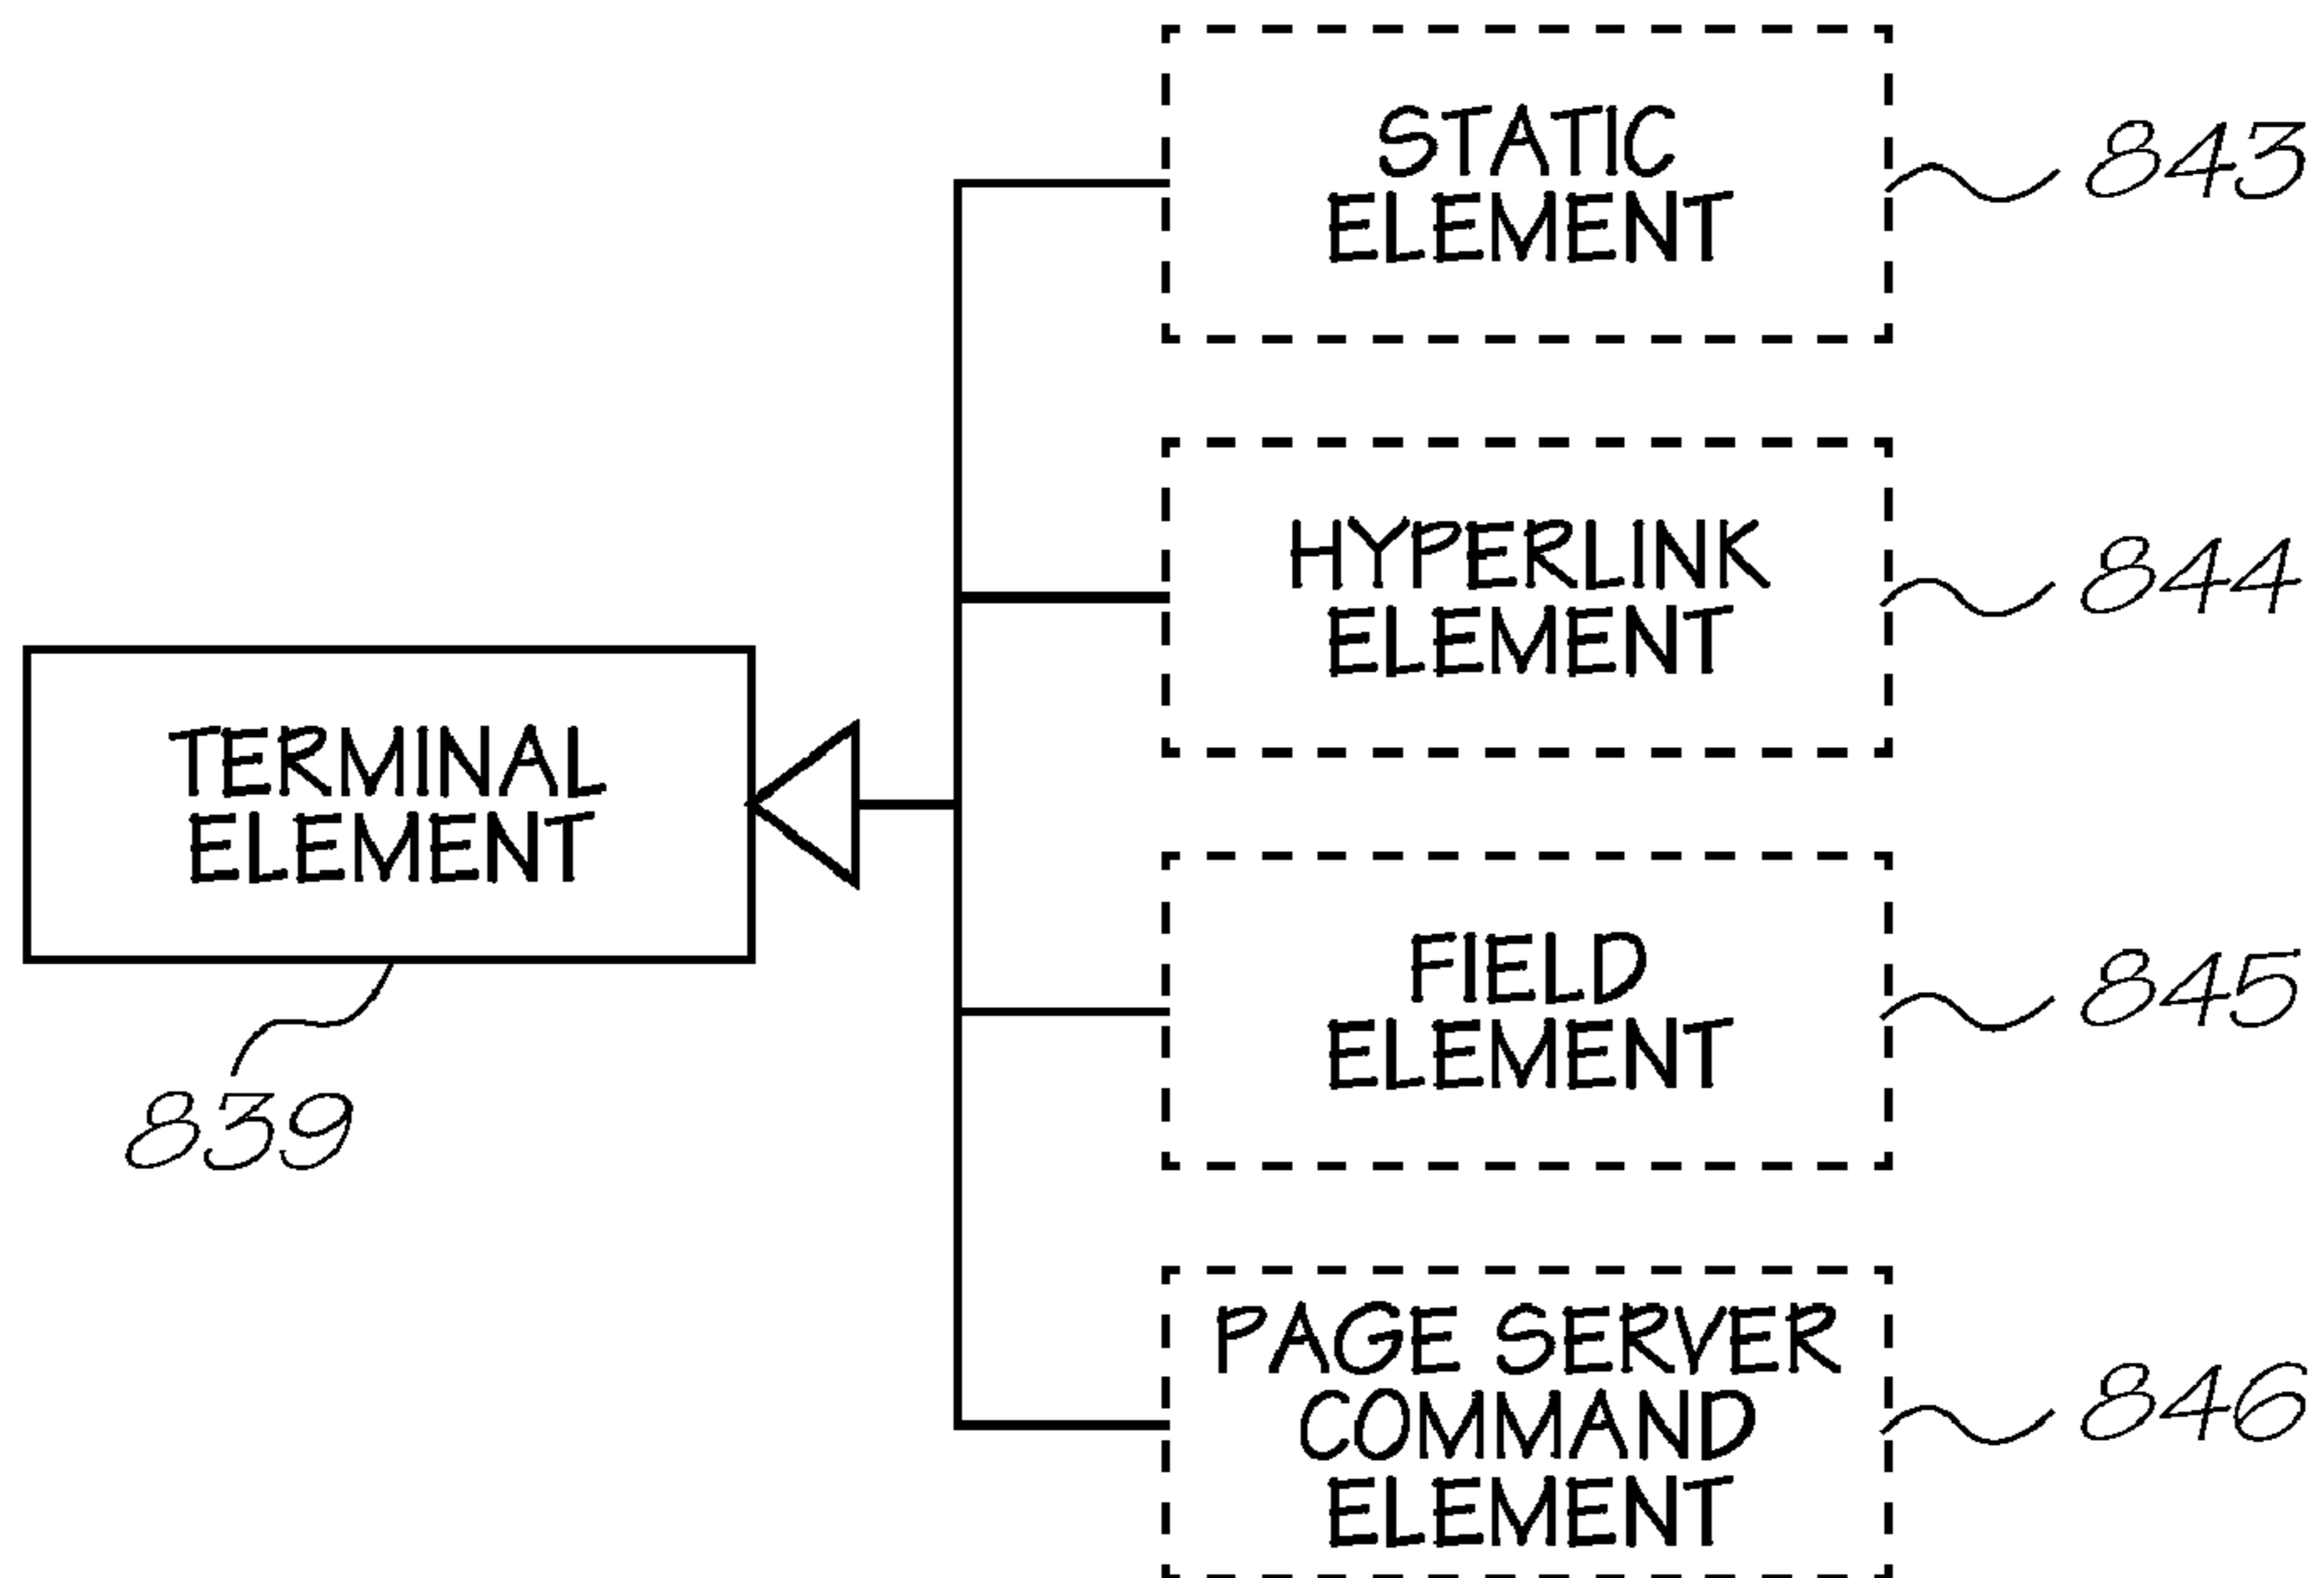 STATIC
ELEMENT
843
HYPERLINK
ELEMENT
844
TERMINAL
ELEMENT
839
FIELD
ELEMENT
845
PAGE SERVER
COMMAND
ELEMENT
846